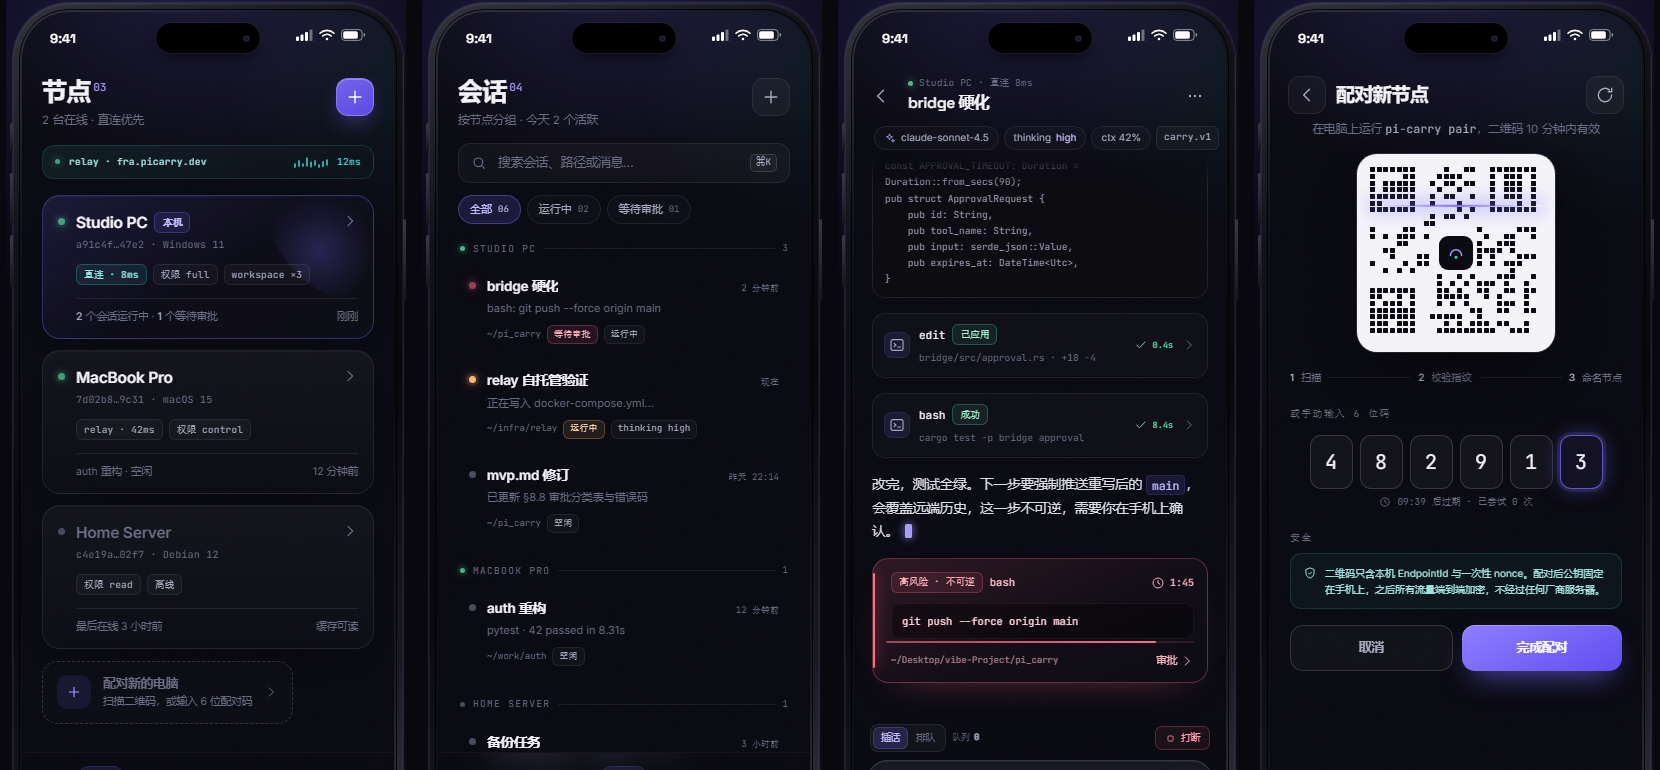 9:41
节点03
2 台在线 · 直连优先
relay · fra.picarry.dev 12ms
Studio PC 本机
a91c4f…47e2 · Windows 11
直连 · 8ms 权限 full workspace ×3
2 个会话运行中 · 1 个等待审批 刚刚
MacBook Pro
7d02b8…9c31 · macOS 15
relay · 42ms 权限 control
auth 重构 · 空闲 12 分钟前
Home Server
c4e19a…02f7 · Debian 12
权限 read 离线
最后在线 3 小时前 缓存可读
配对新的电脑
扫描二维码，或输入 6 位配对码
9:41
会话04
按节点分组 · 今天 2 个活跃
搜索会话、路径或消息… ⌘K
全部 06 运行中 02 等待审批 01
STUDIO PC 3
bridge 硬化 2 分钟前
bash: git push --force origin main
~/pi_carry 等待审批 运行中
relay 自托管验证 现在
正在写入 docker-compose.yml…
~/infra/relay 运行中 thinking high
mvp.md 修订 昨天 22:14
已更新 §8.8 审批分类表与错误码
~/pi_carry 空闲
MACBOOK PRO 1
auth 重构 12 分钟前
pytest · 42 passed in 8.31s
~/work/auth 空闲
HOME SERVER 1
备份任务 3 小时前
9:41
Studio PC · 直连 8ms
bridge 硬化
claude-sonnet-4.5 thinking high ctx 42% carry.v1
const APPROVAL_TIMEOUT: Duration =
Duration::from_secs(90);
pub struct ApprovalRequest {
pub id: String,
pub tool_name: String,
pub input: serde_json::Value,
pub expires_at: DateTime<Utc>,
}
edit 已应用 0.4s
bridge/src/approval.rs · +18 -4
bash 成功 8.4s
cargo test -p bridge approval
改完，测试全绿。下一步要强制推送重写后的 main，
会覆盖远端历史，这一步不可逆，需要你在手机上确
认。
高风险 · 不可逆 bash 1:45
git push --force origin main
~/Desktop/vibe-Project/pi_carry 审批
插话 排队 队列 0 打断
9:41
配对新节点
在电脑上运行 pi-carry pair，二维码 10 分钟内有效
1 扫描 2 校验指纹 3 命名节点
或手动输入 6 位码
4 8 2 9 1 3
09:39 后过期 · 已尝试 0 次
安全
二维码只含本机 EndpointId 与一次性 nonce。配对后公钥固定
在手机上，之后所有流量端到端加密，不经过任何厂商服务器。
取消 完成配对